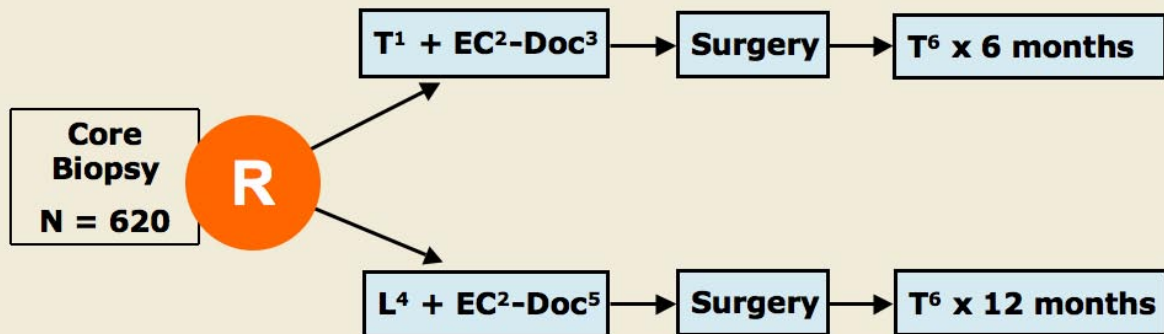 T¹ + EC²-Doc³
Surgery
T⁶ x 6 months
Core
Biopsy
N = 620
R
L⁴ + EC²-Doc⁵
Surgery
T⁶ x 12 months